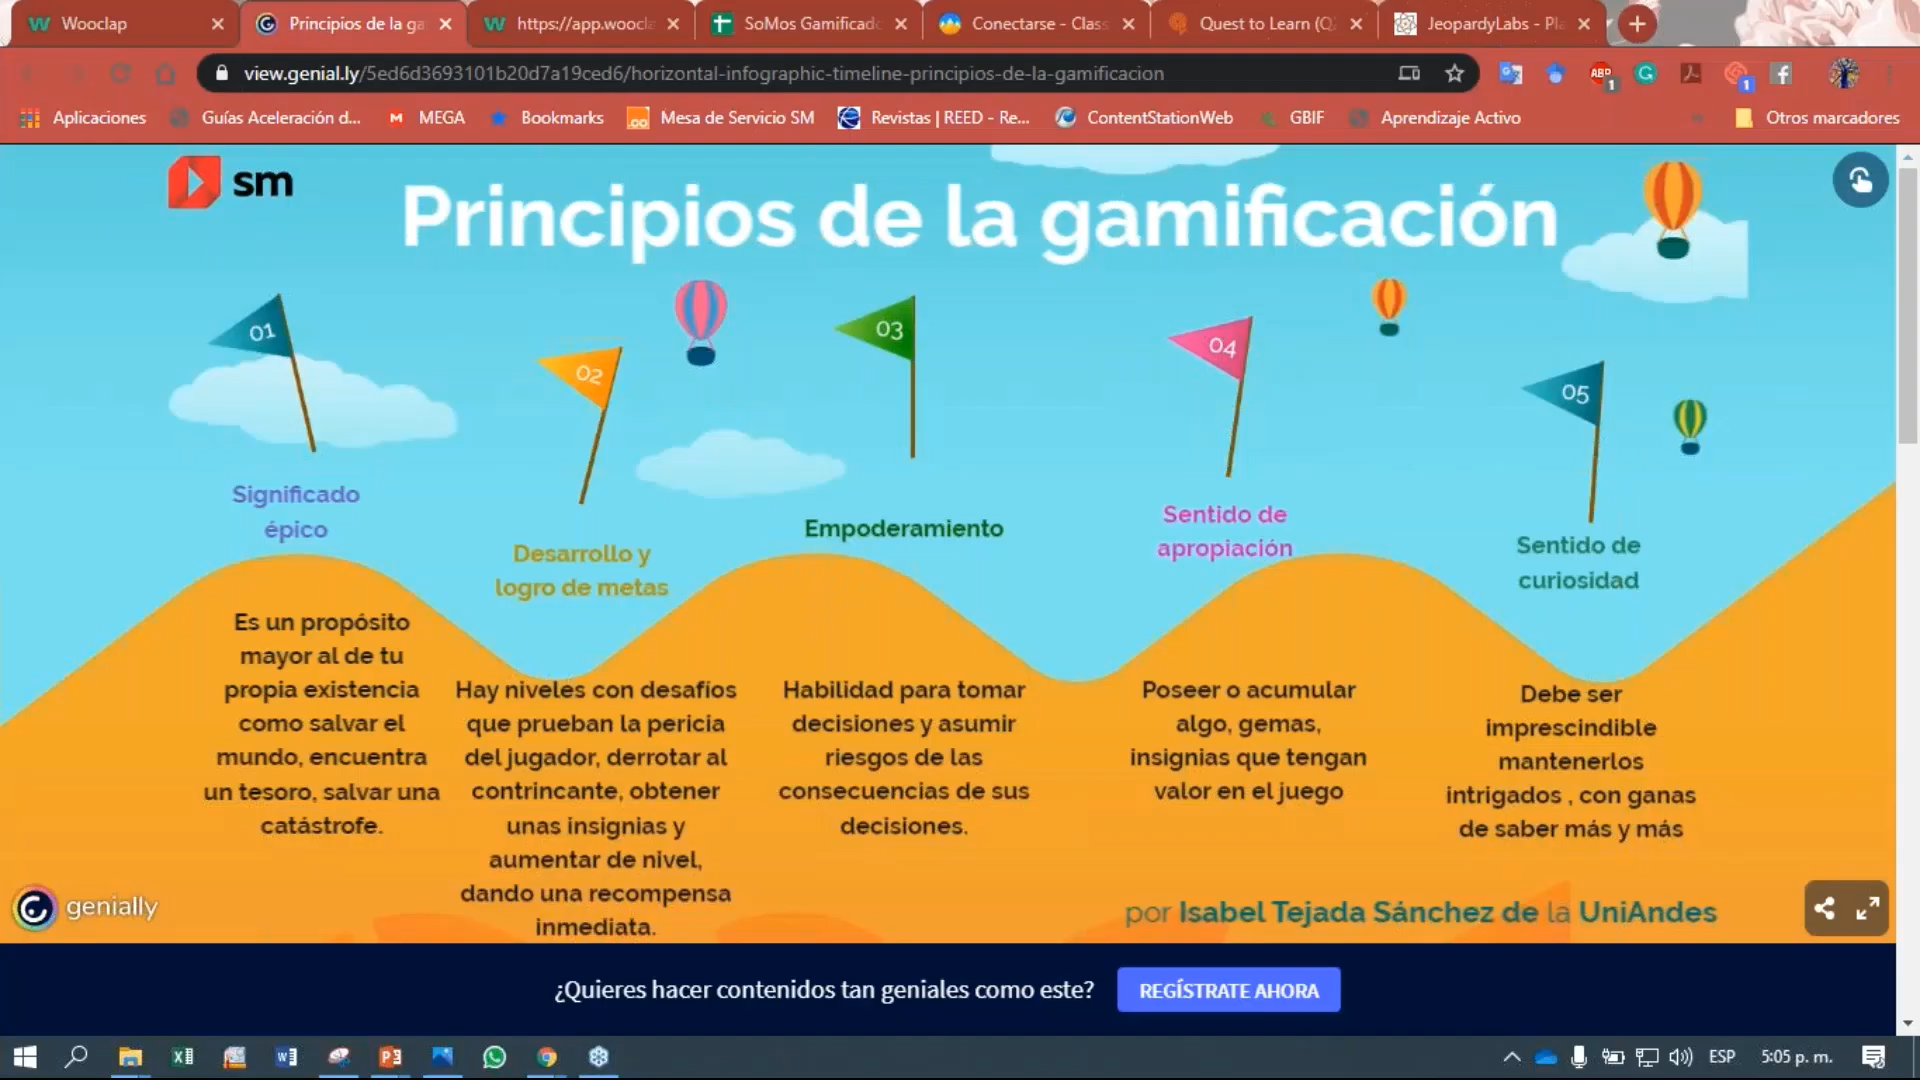 Wooclap
Principios de la ga
https://app.woocla
SoMos Gamificado
Conectarse - Class
Quest to Learn (Q
JeopardyLabs - Pla
view.genial.ly/5ed6d3693101b20d7a19ced6/horizontal-infographic-timeline-principios-de-la-gamificacion
ABP
1
1
Aplicaciones
Guías Aceleración d...
MEGA
Bookmarks
Mesa de Servicio SM
Revistas | REED - Re...
ContentStationWeb
GBIF
Aprendizaje Activo
Otros marcadores
sm
Principios de la gamificación
01
02
03
04
05
Significado
épico
Es un propósito
mayor al de tu
propia existencia
como salvar el
mundo, encuentra
un tesoro, salvar una
catástrofe.
Desarrollo y
logro de metas
Hay niveles con desafíos
que prueban la pericia
del jugador, derrotar al
contrincante, obtener
unas insignias y
aumentar de nivel,
dando una recompensa
inmediata.
Empoderamiento
Habilidad para tomar
decisiones y asumir
riesgos de las
consecuencias de sus
decisiones.
Sentido de
apropiación
Poseer o acumular
algo, gemas,
insignias que tengan
valor en el juego
Sentido de
curiosidad
Debe ser
imprescindible
mantenerlos
intrigados , con ganas
de saber más y más
genially
por Isabel Tejada Sánchez de la UniAndes
¿Quieres hacer contenidos tan geniales como este?
REGÍSTRATE AHORA
ESP
5:05 p. m.